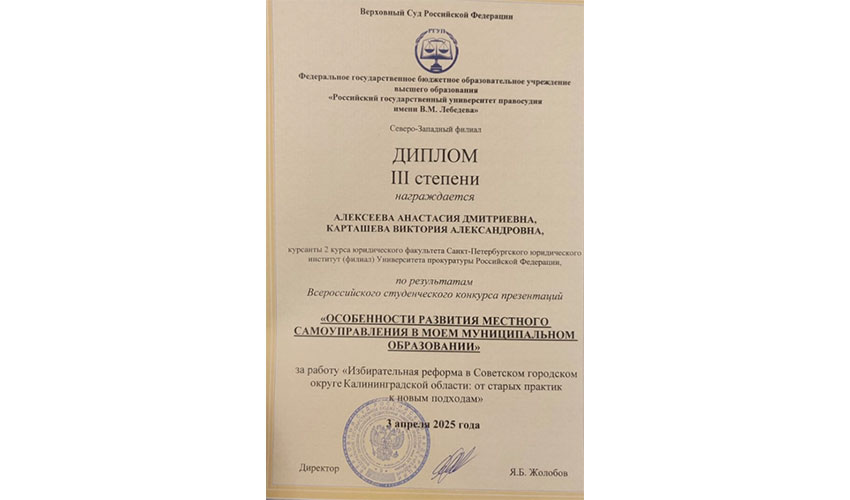 Верховный Суд Российской Федерации
РГУП
Федеральное государственное бюджетное образовательное учреждение
высшего образования
«Российский государственный университет правосудия
имени В.М. Лебедева»
Северо-Западный филиал
ДИПЛОМ
III степени
награждается
АЛЕКСЕЕВА АНАСТАСИЯ ДМИТРИЕВНА,
КАРТАШЕВА ВИКТОРИЯ АЛЕКСАНДРОВНА,
курсанты 2 курса юридического факультета Санкт-Петербургского юридического
институт (филиал) Университета прокуратуры Российской Федерации,
по результатам
Всероссийского студенческого конкурса презентаций
«ОСОБЕННОСТИ РАЗВИТИЯ МЕСТНОГО
САМОУПРАВЛЕНИЯ В МОЕМ МУНИЦИПАЛЬНОМ
ОБРАЗОВАНИИ»
за работу «Избирательная реформа в Советском городском
округе Калининградской области: от старых практик
к новым подходам»
3 апреля 2025 года
Директор Я.Б. Жолобов